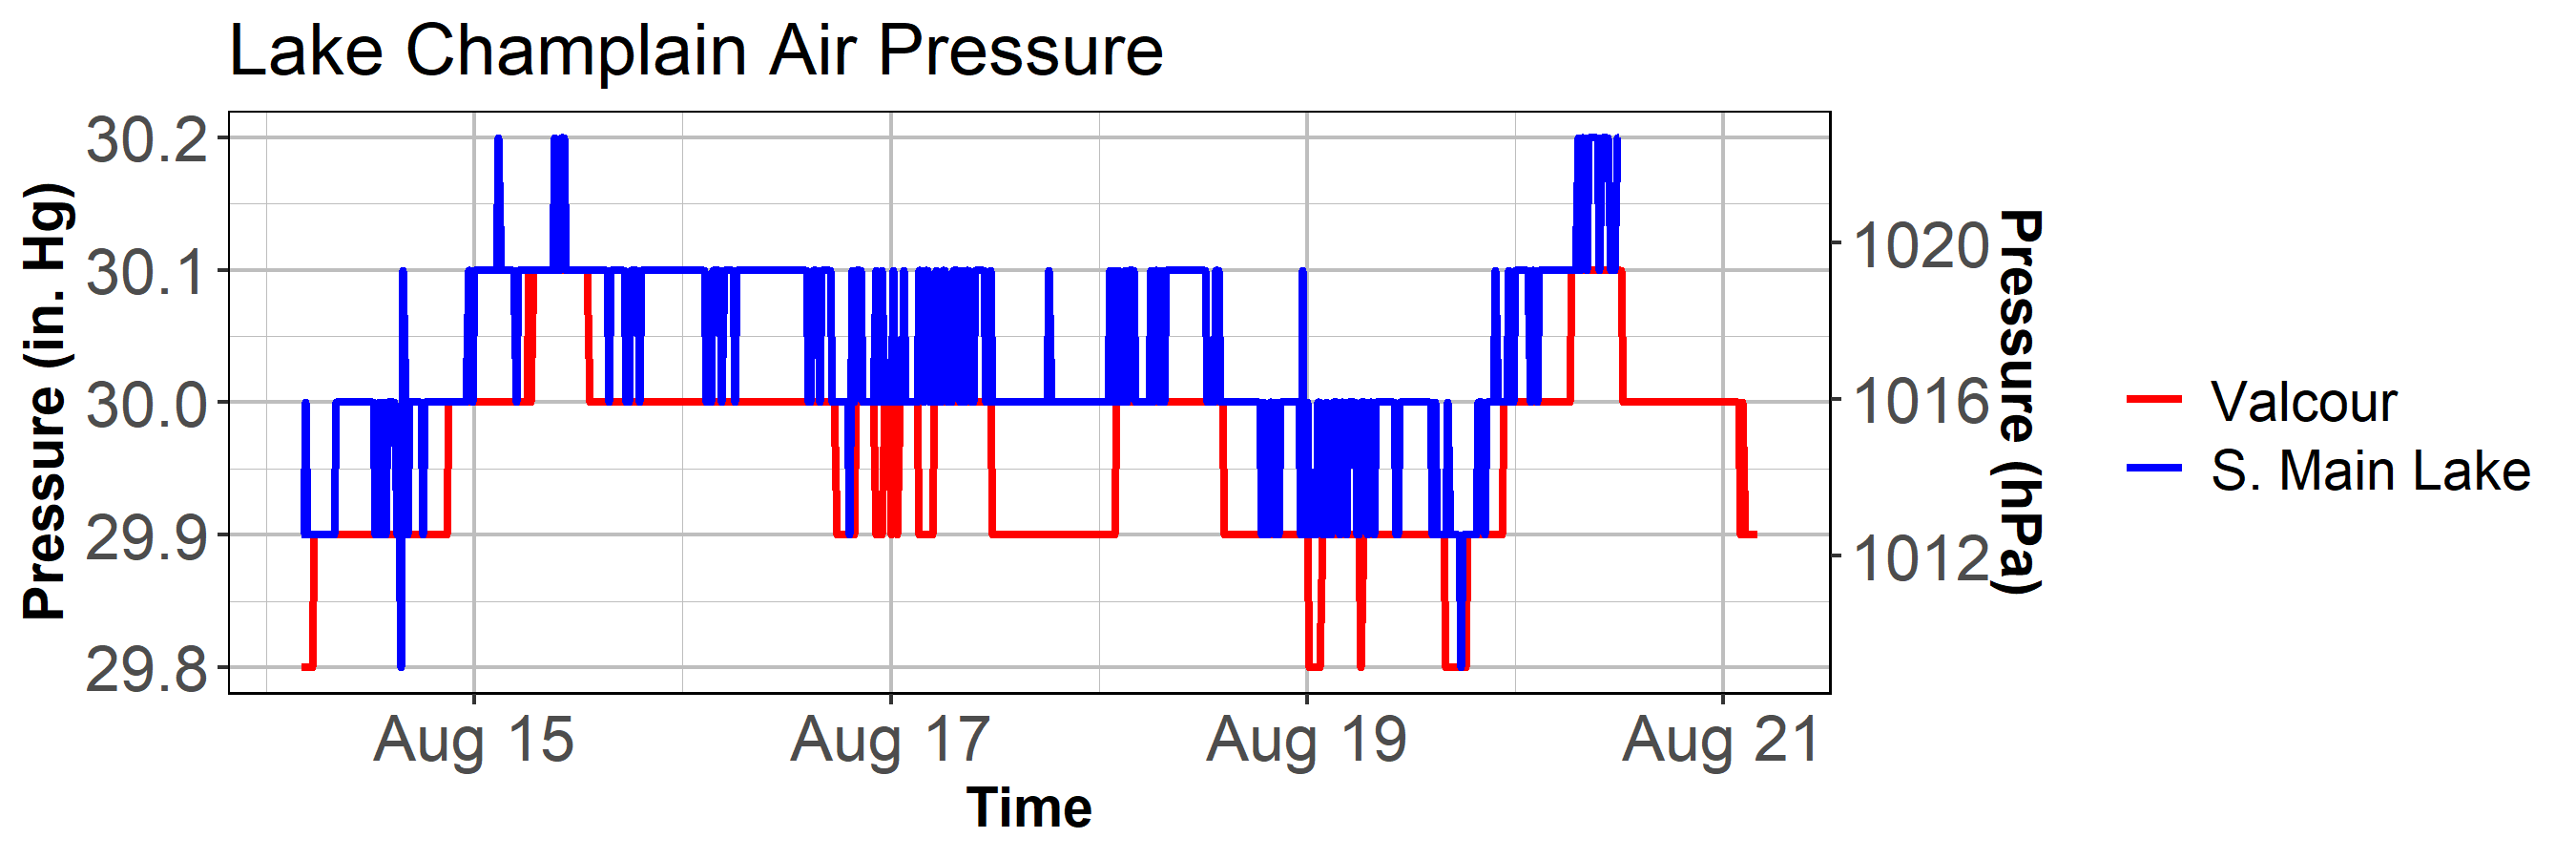 Lake Champlain Air Pressure
Pressure (in. Hg)
30.2
30.1
30.0
29.9
29.8
Aug 15
Aug 17
Aug 19
Aug 21
Time
1020
1016
1012
Pressure (hPa)
Valcour
S. Main Lake